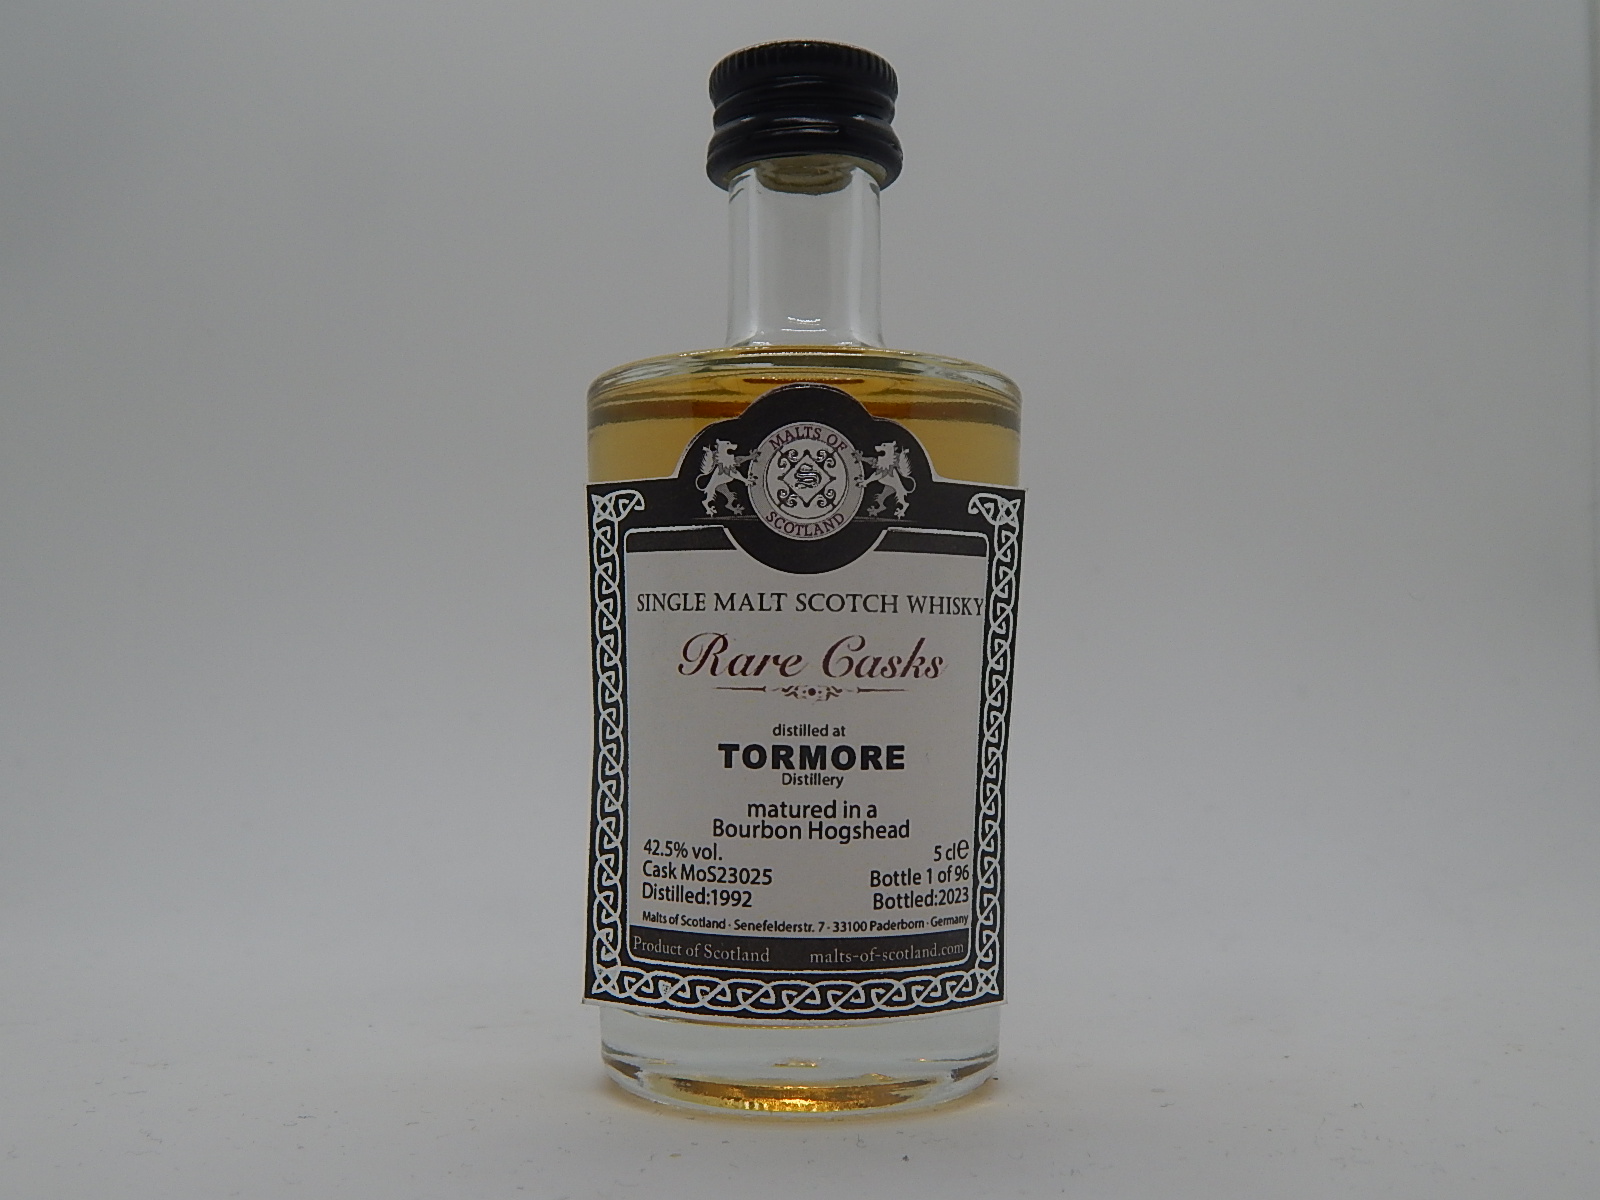 MALTS OF
SCOTLAND
SINGLE MALT SCOTCH WHISKY
Rare Casks
distilled at
TORMORE
Distillery
matured in a
Bourbon Hogshead
42.5% vol. 5 cl e
Cask MoS23025 Bottle 1 of 96
Distilled:1992 Bottled:2023
Malts of Scotland · Senefelderstr. 7 · 33100 Paderborn · Germany
Product of Scotland malts-of-scotland.com